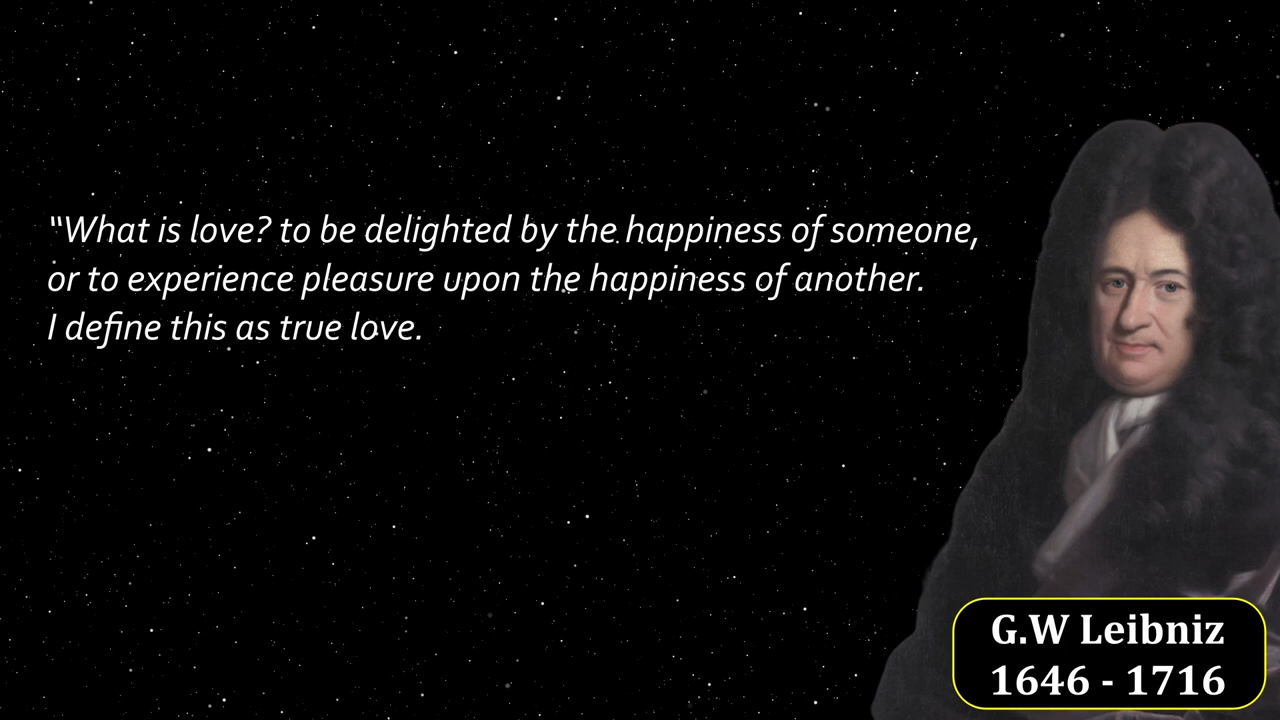 “What is love? to be delighted by the happiness of someone,
or to experience pleasure upon the happiness of another.
I define this as true love.
G.W Leibniz
1646 - 1716